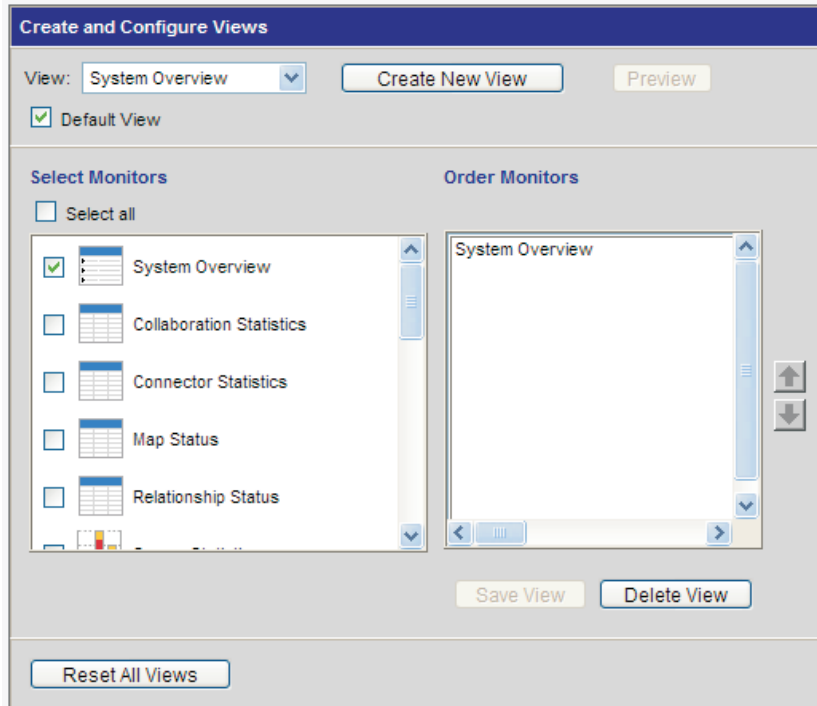 Create and Configure Views
View: System Overview Create New View Preview
Default View
Select Monitors Order Monitors
Select all
System Overview System Overview
Collaboration Statistics
Connector Statistics
Map Status
Relationship Status
Save View Delete View
Reset All Views